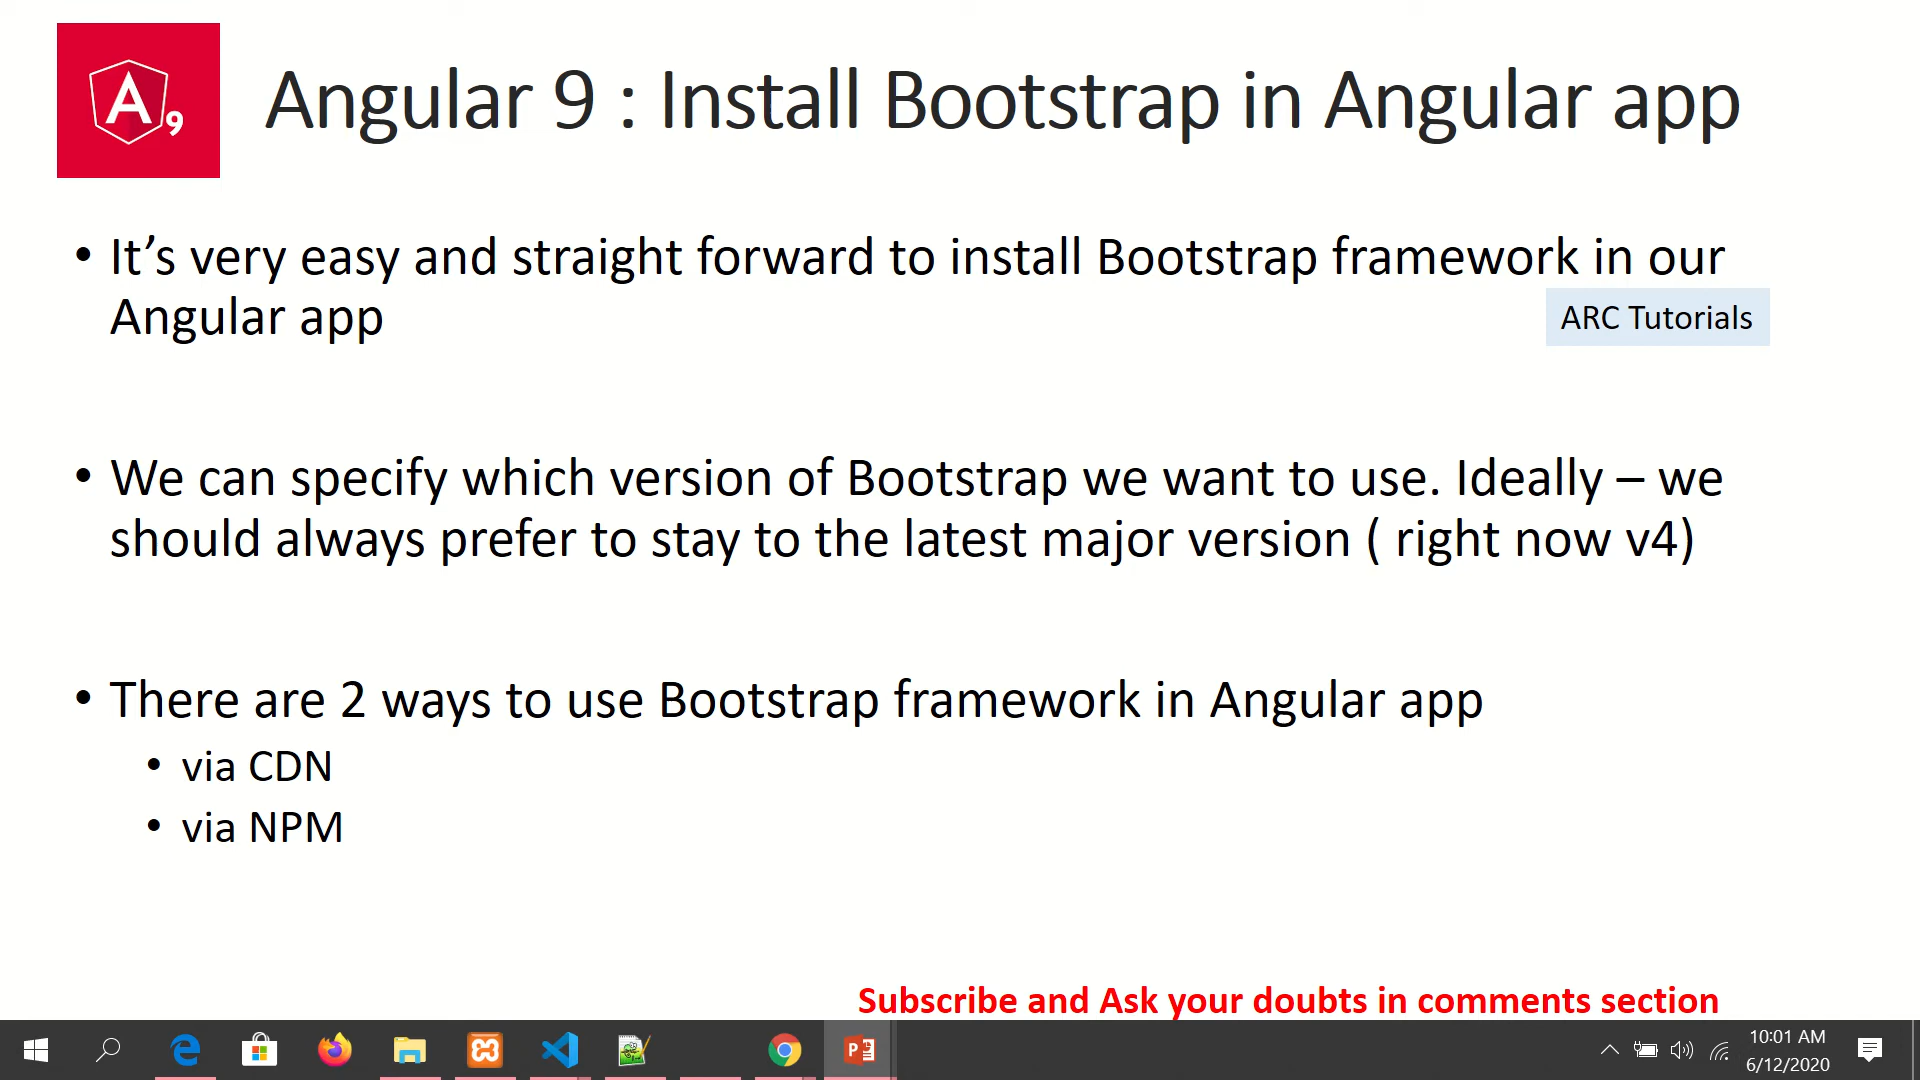 A9
Angular 9 : Install Bootstrap in Angular app
• It’s very easy and straight forward to install Bootstrap framework in our
Angular app
ARC Tutorials
• We can specify which version of Bootstrap we want to use. Ideally – we
should always prefer to stay to the latest major version ( right now v4)
• There are 2 ways to use Bootstrap framework in Angular app
• via CDN
• via NPM
Subscribe and Ask your doubts in comments section
10:01 AM
6/12/2020